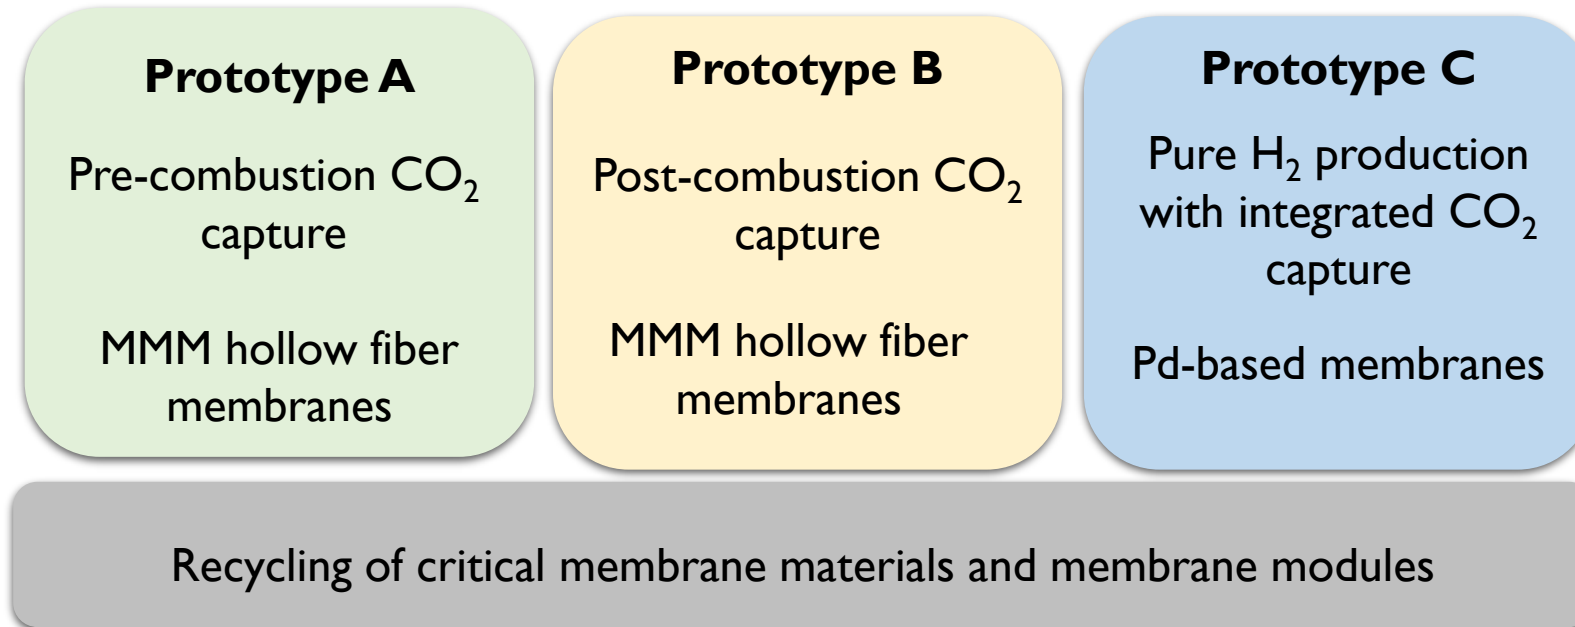 Prototype A
Pre-combustion CO₂
capture
MMM hollow fiber
membranes
Prototype B
Post-combustion CO₂
capture
MMM hollow fiber
membranes
Prototype C
Pure H₂ production
with integrated CO₂
capture
Pd-based membranes
Recycling of critical membrane materials and membrane modules